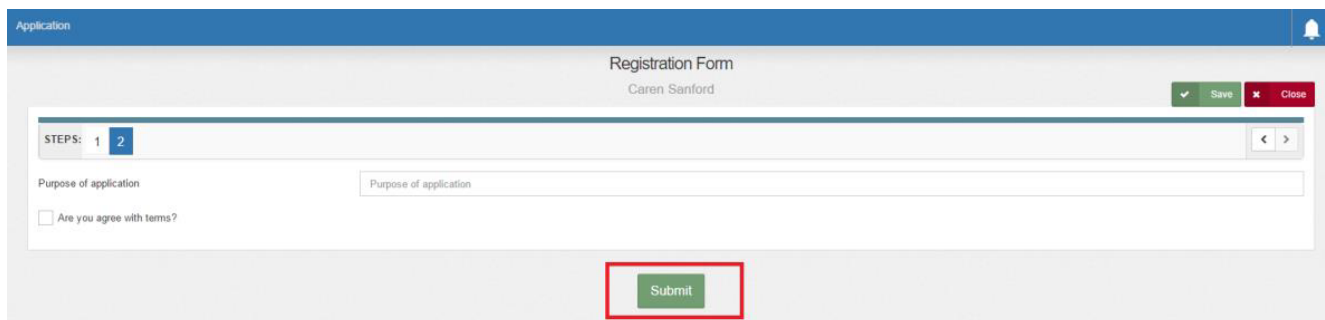 Application
Registration Form
Caren Sanford
Save Close
STEPS: 1 2
Purpose of application Purpose of application
Are you agree with terms?
Submit